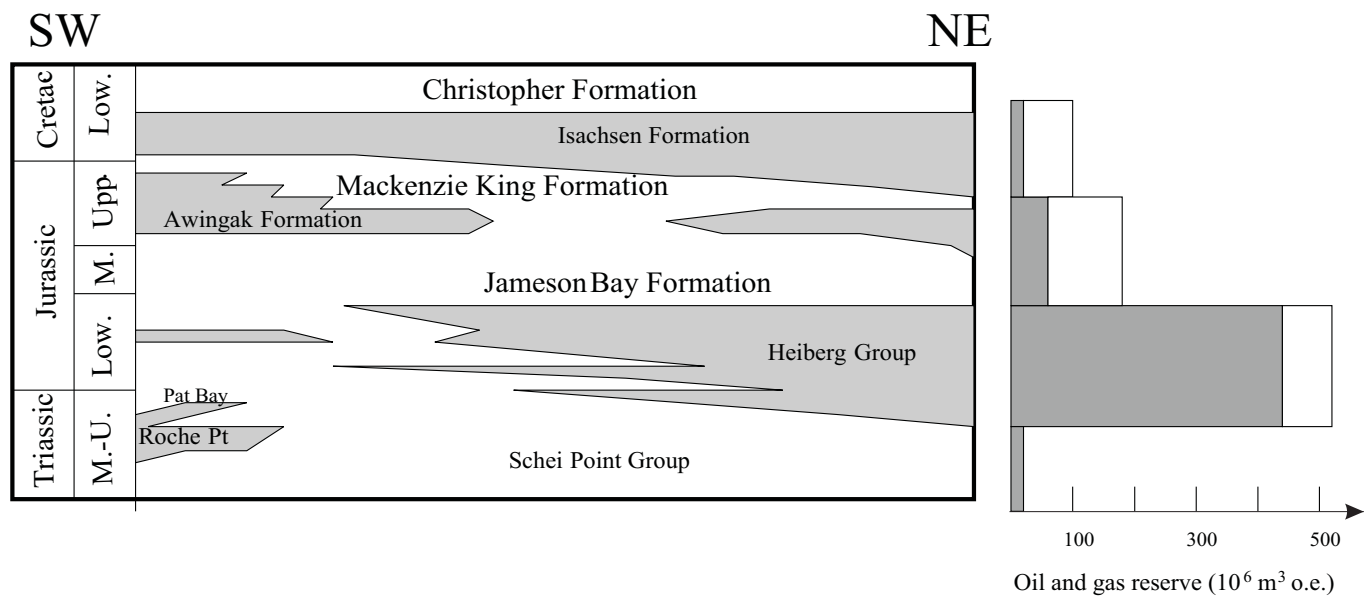 SW
NE
Cretac
Low.
Christopher Formation
Isachsen Formation
Jurassic
Upp.
Mackenzie King Formation
Awingak Formation
M.
Jameson Bay Formation
Low.
Heiberg Group
Triassic
M.-U.
Pat Bay
Roche Pt
Schei Point Group
100
300
500
Oil and gas reserve (10⁶ m³ o.e.)